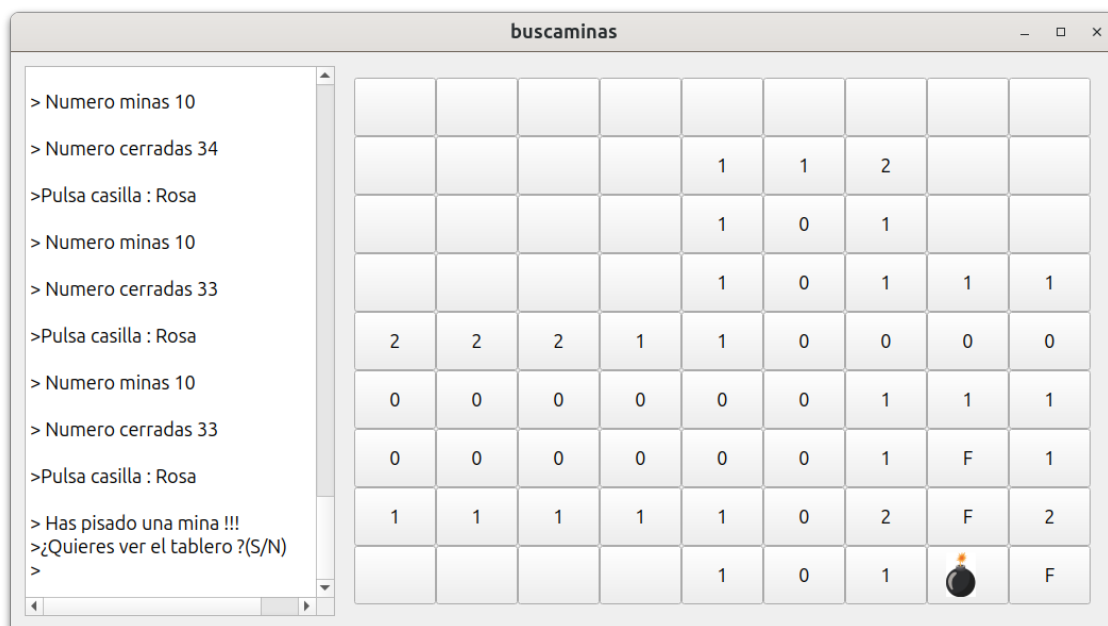 buscaminas
> Numero minas 10
> Numero cerradas 34
>Pulsa casilla : Rosa
> Numero minas 10
> Numero cerradas 33
>Pulsa casilla : Rosa
> Numero minas 10
> Numero cerradas 33
>Pulsa casilla : Rosa
> Has pisado una mina !!!
>¿Quieres ver el tablero ?(S/N)
>
1 1 2
1 0 1
1 0 1 1 1
2 2 2 1 1 0 0 0 0
0 0 0 0 0 0 1 1 1
0 0 0 0 0 0 1 F 1
1 1 1 1 1 0 2 F 2
1 0 1 F